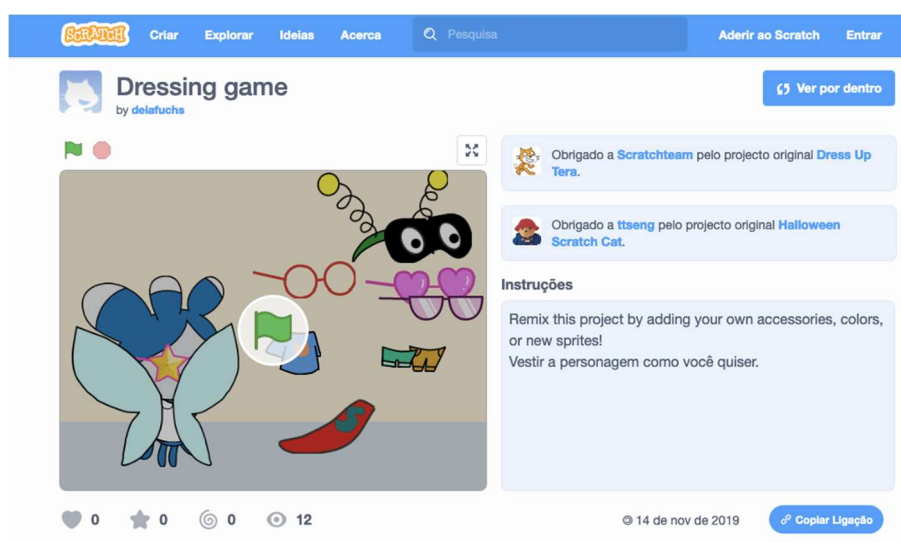 SCRATCH Criar Explorar Ideias Acerca Pesquisa Aderir ao Scratch Entrar
Dressing game
by deiafuchs
Ver por dentro
Obrigado a Scratchteam pelo projecto original Dress Up
Tera.
Obrigado a ttseng pelo projecto original Halloween
Scratch Cat.
Instruções
Remix this project by adding your own accessories, colors,
or new sprites!
Vestir a personagem como você quiser.
0 0 0 12
© 14 de nov de 2019
Copiar Ligação